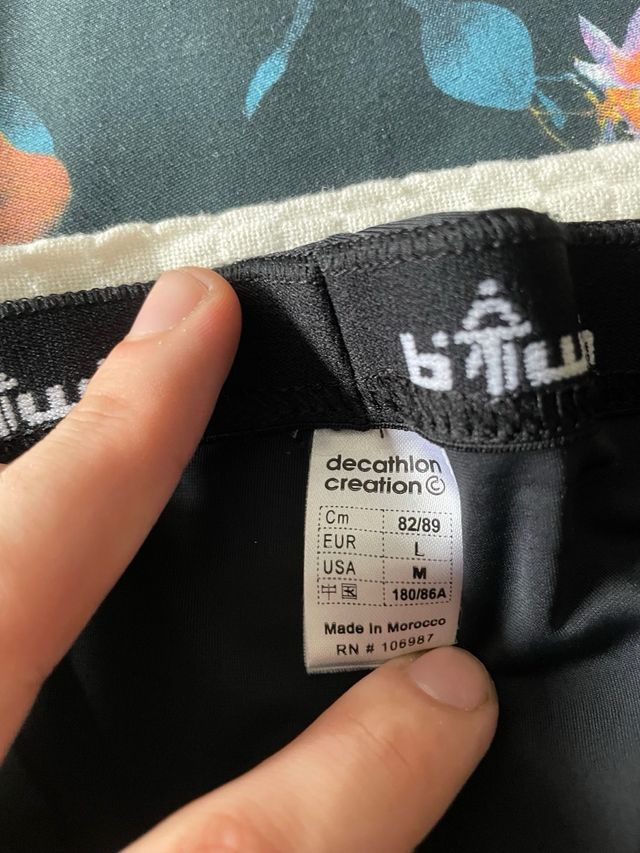 b'Twin
decathlon
creation ©
Cm 82/89
EUR L
USA M
中国 180/86A
Made in Morocco
RN # 106987